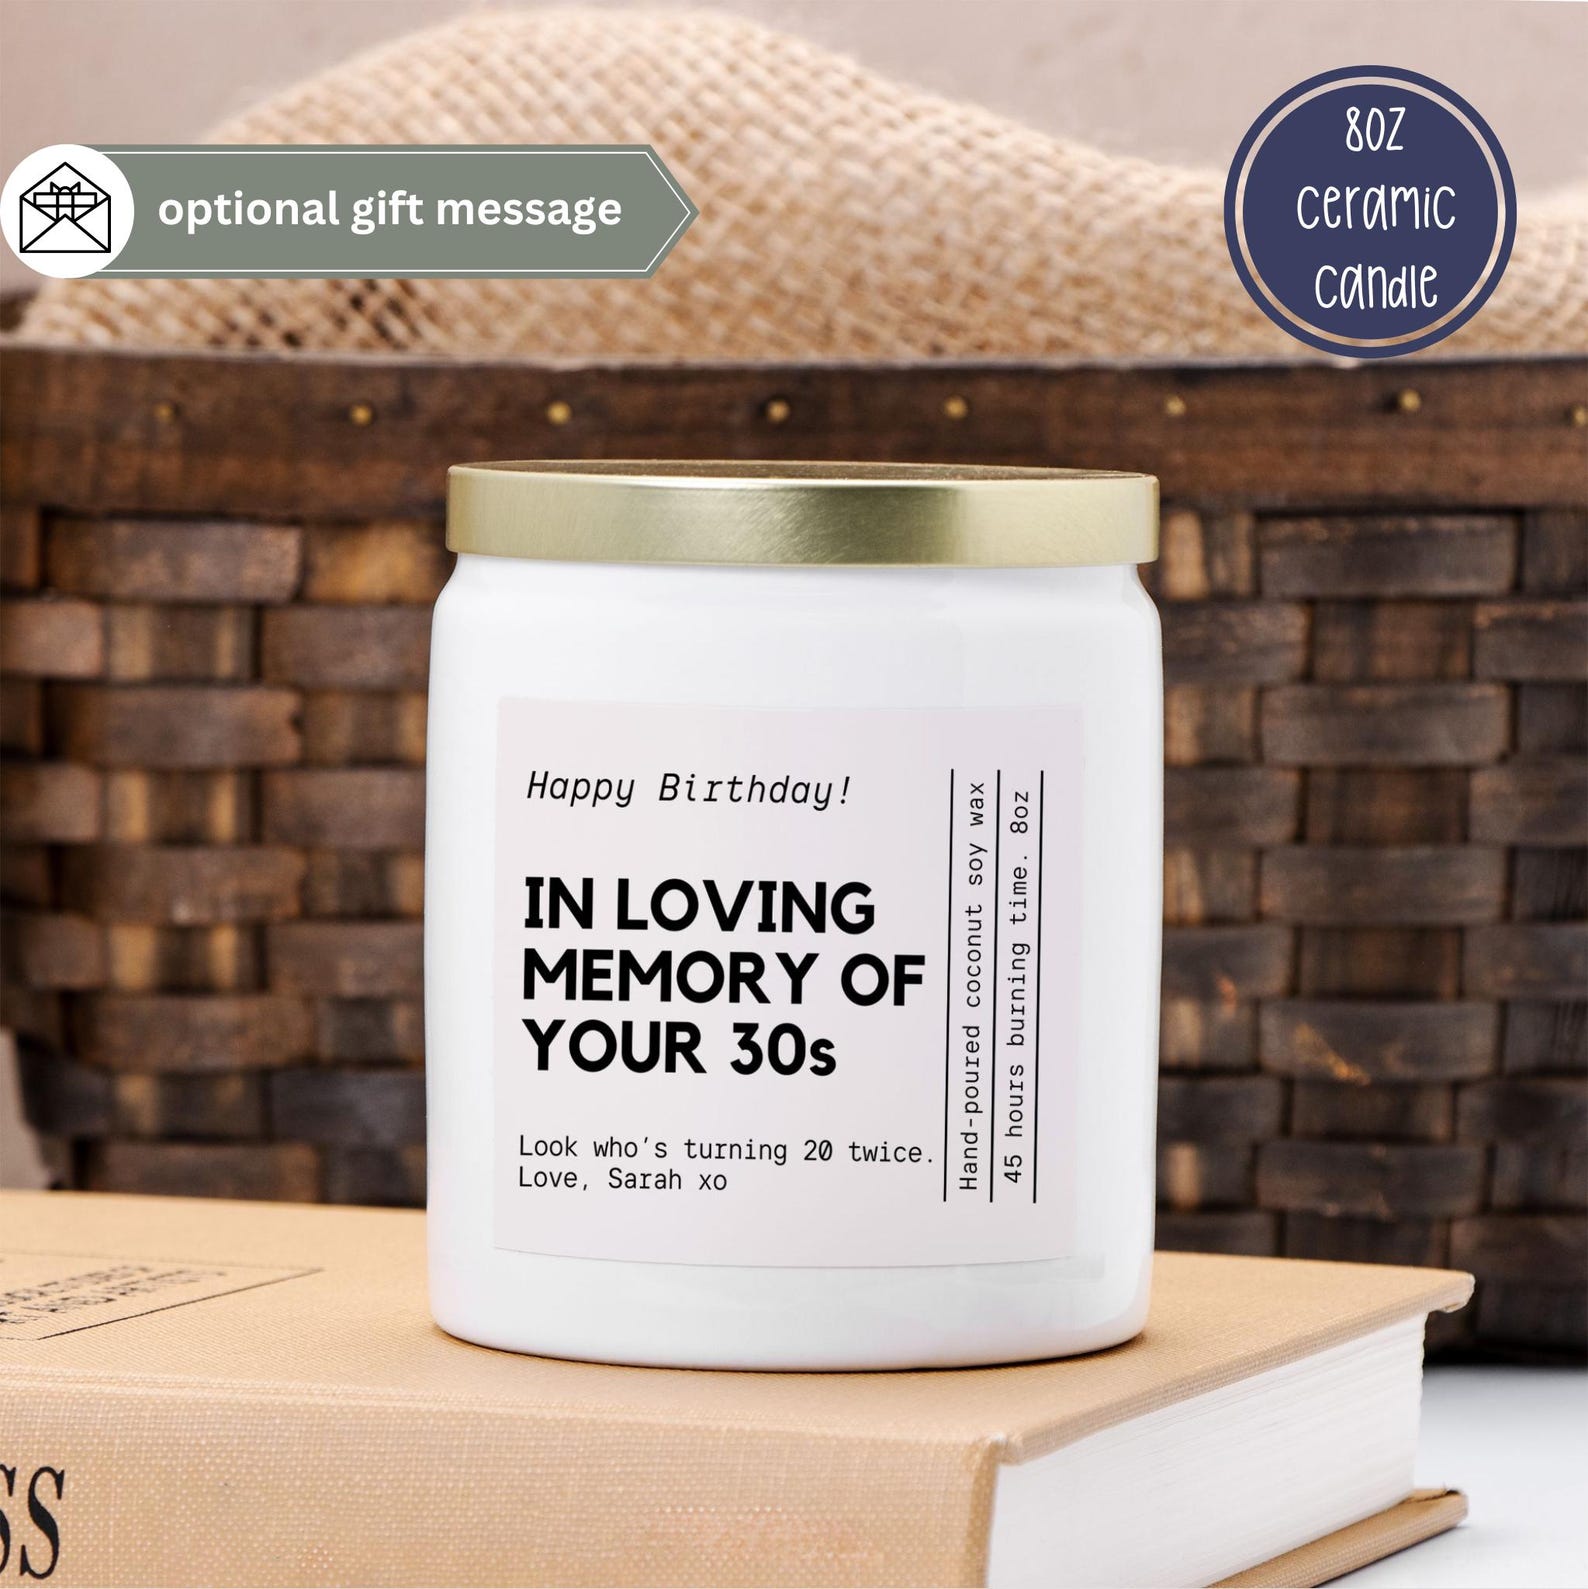 optional gift message
8oz
ceramic
candle
Happy Birthday!
IN LOVING
MEMORY OF
YOUR 30s
Look who's turning 20 twice.
Love, Sarah xo
Hand-poured coconut soy wax
45 hours burning time. 8oz
SS